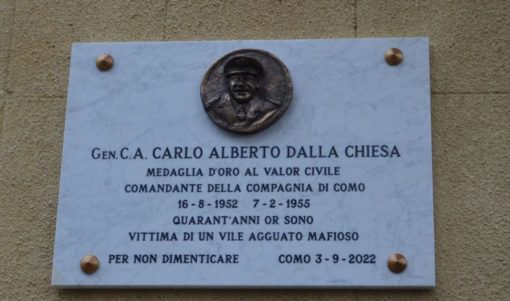 Gen. C.A. CARLO ALBERTO DALLA CHIESA
MEDAGLIA D'ORO AL VALOR CIVILE
COMANDANTE DELLA COMPAGNIA DI COMO
16-8-1952 7-2-1955
QUARANT'ANNI OR SONO
VITTIMA DI UN VILE AGGUATO MAFIOSO
PER NON DIMENTICARE COMO 3-9-2022